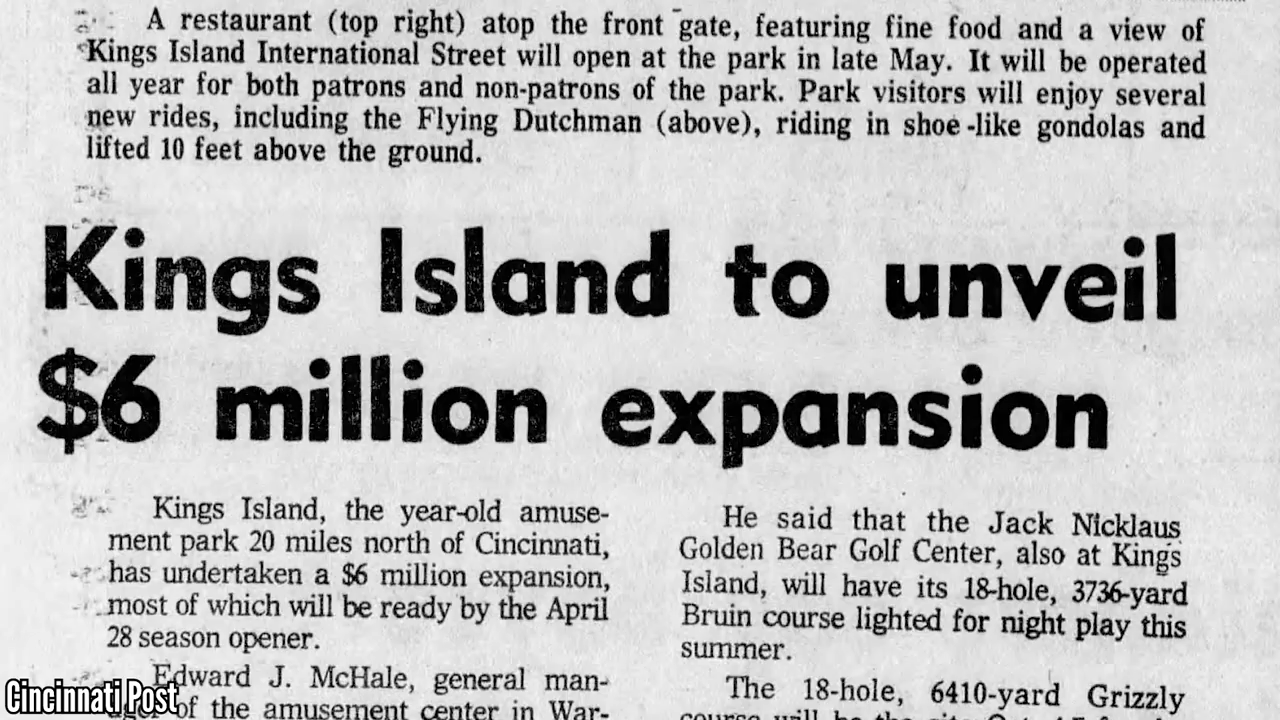 A restaurant (top right) atop the front gate, featuring fine food and a view of
Kings Island International Street will open at the park in late May. It will be operated
all year for both patrons and non-patrons of the park. Park visitors will enjoy several
new rides, including the Flying Dutchman (above), riding in shoe-like gondolas and
lifted 10 feet above the ground.
Kings Island to unveil
$6 million expansion
Kings Island, the year-old amuse-
ment park 20 miles north of Cincinnati,
has undertaken a $6 million expansion,
most of which will be ready by the April
28 season opener.
Edward J. McHale, general man-
of the amusement center in War-
He said that the Jack Nicklaus
Golden Bear Golf Center, also at Kings
Island, will have its 18-hole, 3736-yard
Bruin course lighted for night play this
summer.
The 18-hole, 6410-yard Grizzly
course will be the site
Cincinnati Post